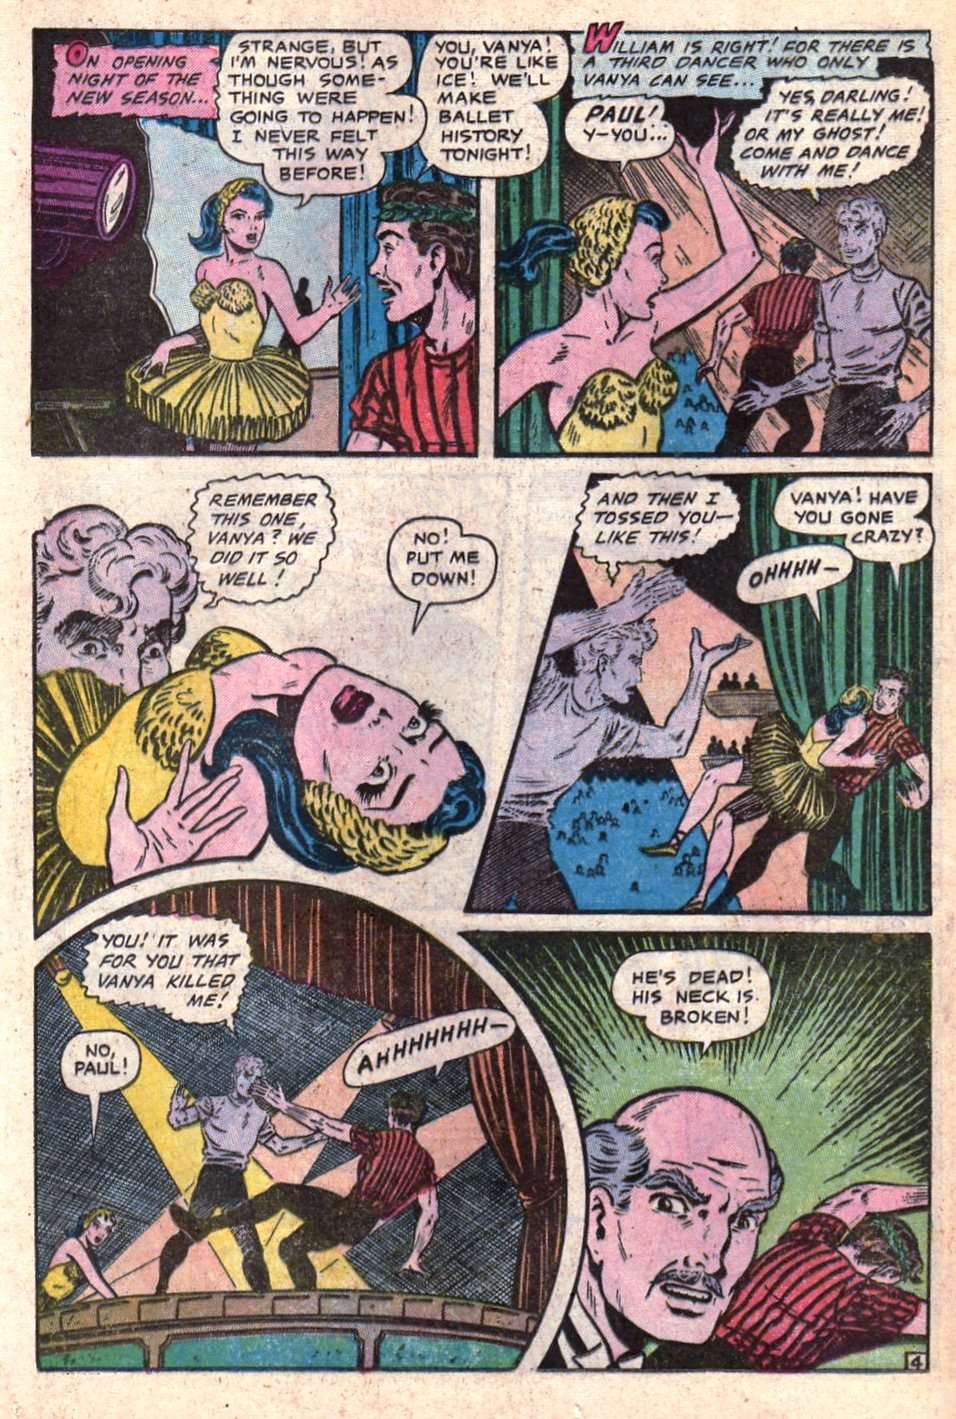 ON OPENING
NIGHT OF THE
NEW SEASON...
STRANGE, BUT
I'M NERVOUS! AS
THOUGH SOME-
THING WERE
GOING TO HAPPEN!
I NEVER FELT
THIS WAY
BEFORE!
YOU, VANYA!
YOU'RE LIKE
ICE! WE'LL
MAKE
BALLET
HISTORY
TONIGHT!
WILLIAM IS RIGHT! FOR THERE IS
A THIRD DANCER WHO ONLY
VANYA CAN SEE...
PAUL!
Y-YOU...
YES, DARLING!
IT'S REALLY ME!
OR MY GHOST!
COME AND DANCE
WITH ME!
REMEMBER
THIS ONE,
VANYA? WE
DID IT SO
WELL!
NO!
PUT ME
DOWN!
AND THEN I
TOSSED YOU—
LIKE THIS!
OHHHH—
VANYA! HAVE
YOU GONE
CRAZY?
YOU! IT WAS
FOR YOU THAT
VANYA KILLED
ME!
NO,
PAUL!
AHHHHHHH—
HE'S DEAD!
HIS NECK IS
BROKEN!
4